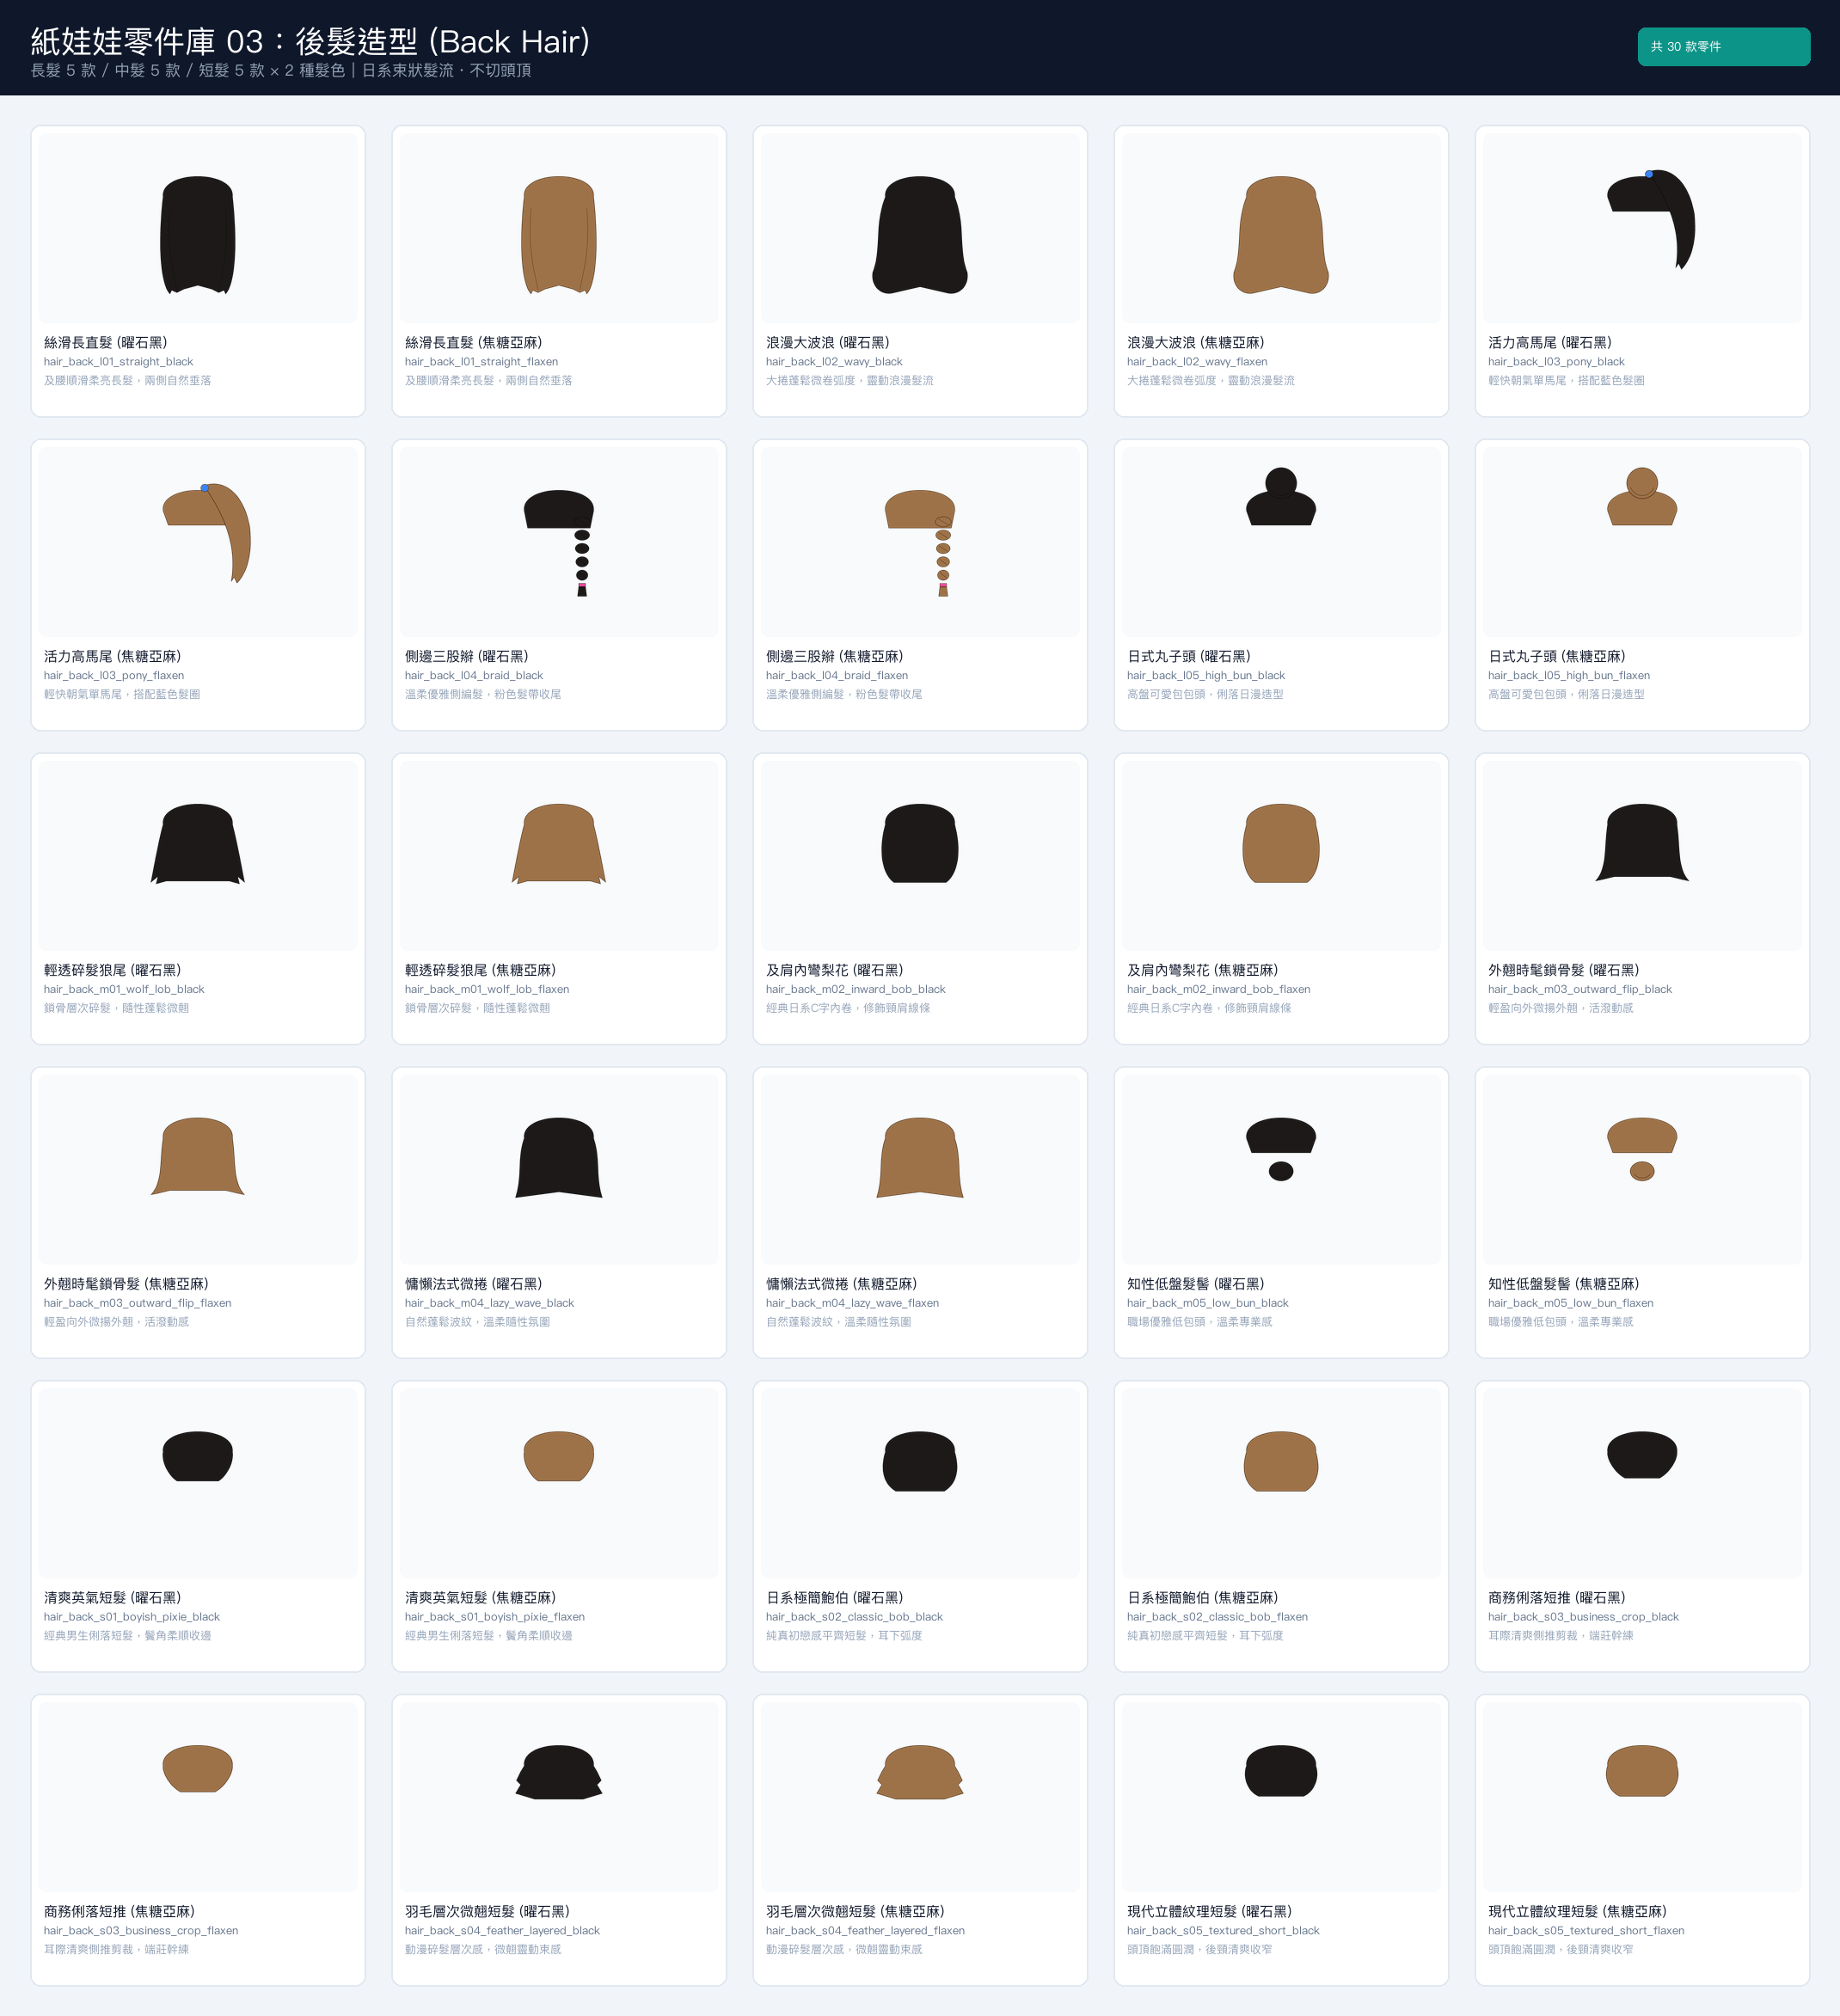 紙娃娃零件庫 03：後髮造型 (Back Hair)
長髮 5 款 / 中髮 5 款 / 短髮 5 款 × 2 種髮色 | 日系束狀髮流 · 不切頭頂
共 30 款零件
絲滑長直髮 (曜石黑)
hair_back_l01_straight_black
及腰順滑柔亮長髮，兩側自然垂落
絲滑長直髮 (焦糖亞麻)
hair_back_l01_straight_flaxen
及腰順滑柔亮長髮，兩側自然垂落
浪漫大波浪 (曜石黑)
hair_back_l02_wavy_black
大捲蓬鬆微卷弧度，靈動浪漫髮流
浪漫大波浪 (焦糖亞麻)
hair_back_l02_wavy_flaxen
大捲蓬鬆微卷弧度，靈動浪漫髮流
活力高馬尾 (曜石黑)
hair_back_l03_pony_black
輕快朝氣單馬尾，搭配藍色髮圈
活力高馬尾 (焦糖亞麻)
hair_back_l03_pony_flaxen
輕快朝氣單馬尾，搭配藍色髮圈
側邊三股辮 (曜石黑)
hair_back_l04_braid_black
溫柔優雅側編髮，粉色髮帶收尾
側邊三股辮 (焦糖亞麻)
hair_back_l04_braid_flaxen
溫柔優雅側編髮，粉色髮帶收尾
日式丸子頭 (曜石黑)
hair_back_l05_high_bun_black
高盤可愛包包頭，俐落日漫造型
日式丸子頭 (焦糖亞麻)
hair_back_l05_high_bun_flaxen
高盤可愛包包頭，俐落日漫造型
輕透碎髮狼尾 (曜石黑)
hair_back_m01_wolf_lob_black
鎖骨層次碎髮，隨性蓬鬆微翹
輕透碎髮狼尾 (焦糖亞麻)
hair_back_m01_wolf_lob_flaxen
鎖骨層次碎髮，隨性蓬鬆微翹
及肩內彎梨花 (曜石黑)
hair_back_m02_inward_bob_black
經典日系C字內卷，修飾頸肩線條
及肩內彎梨花 (焦糖亞麻)
hair_back_m02_inward_bob_flaxen
經典日系C字內卷，修飾頸肩線條
外翹時髦鎖骨髮 (曜石黑)
hair_back_m03_outward_flip_black
輕盈向外微揚外翹，活潑動感
外翹時髦鎖骨髮 (焦糖亞麻)
hair_back_m03_outward_flip_flaxen
輕盈向外微揚外翹，活潑動感
慵懶法式微捲 (曜石黑)
hair_back_m04_lazy_wave_black
自然蓬鬆波紋，溫柔隨性氛圍
慵懶法式微捲 (焦糖亞麻)
hair_back_m04_lazy_wave_flaxen
自然蓬鬆波紋，溫柔隨性氛圍
知性低盤髮髻 (曜石黑)
hair_back_m05_low_bun_black
職場優雅低包頭，溫柔專業感
知性低盤髮髻 (焦糖亞麻)
hair_back_m05_low_bun_flaxen
職場優雅低包頭，溫柔專業感
清爽英氣短髮 (曜石黑)
hair_back_s01_boyish_pixie_black
經典男生俐落短髮，鬢角柔順收邊
清爽英氣短髮 (焦糖亞麻)
hair_back_s01_boyish_pixie_flaxen
經典男生俐落短髮，鬢角柔順收邊
日系極簡鮑伯 (曜石黑)
hair_back_s02_classic_bob_black
純真初戀感平齊短髮，耳下弧度
日系極簡鮑伯 (焦糖亞麻)
hair_back_s02_classic_bob_flaxen
純真初戀感平齊短髮，耳下弧度
商務俐落短推 (曜石黑)
hair_back_s03_business_crop_black
耳際清爽側推剪裁，端莊幹練
商務俐落短推 (焦糖亞麻)
hair_back_s03_business_crop_flaxen
耳際清爽側推剪裁，端莊幹練
羽毛層次微翹短髮 (曜石黑)
hair_back_s04_feather_layered_black
動漫碎髮層次感，微翹靈動束感
羽毛層次微翹短髮 (焦糖亞麻)
hair_back_s04_feather_layered_flaxen
動漫碎髮層次感，微翹靈動束感
現代立體紋理短髮 (曜石黑)
hair_back_s05_textured_short_black
頭頂飽滿圓潤，後頸清爽收窄
現代立體紋理短髮 (焦糖亞麻)
hair_back_s05_textured_short_flaxen
頭頂飽滿圓潤，後頸清爽收窄